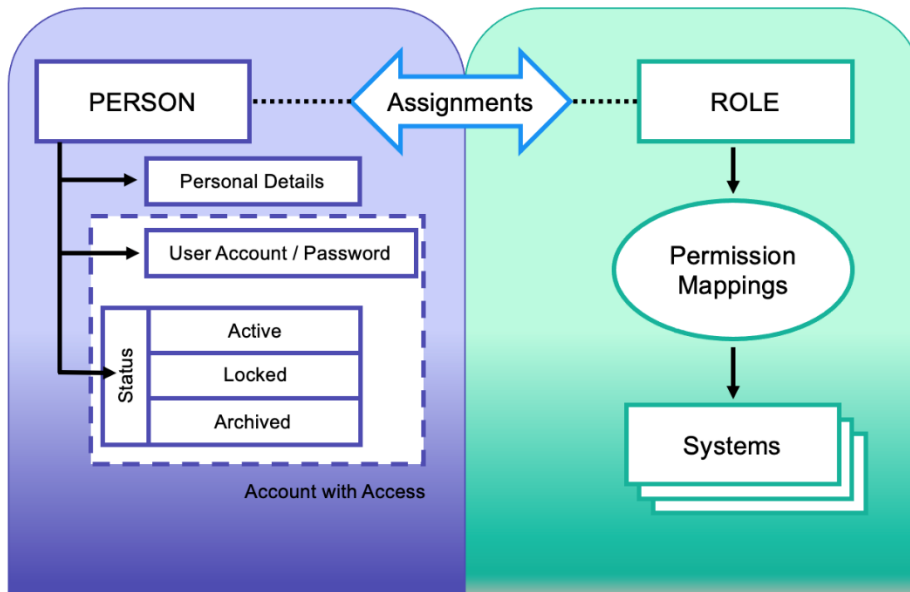 PERSON
Assignments
ROLE
Personal Details
User Account / Password
Status
Active
Locked
Archived
Account with Access
Permission
Mappings
Systems